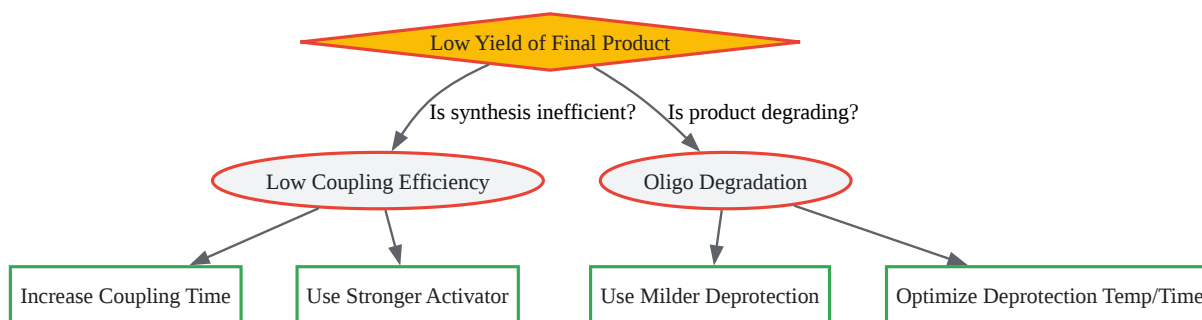 Low Yield of Final Product
Is synthesis inefficient?
Is product degrading?
Low Coupling Efficiency
Oligo Degradation
Increase Coupling Time
Use Stronger Activator
Use Milder Deprotection
Optimize Deprotection Temp/Time